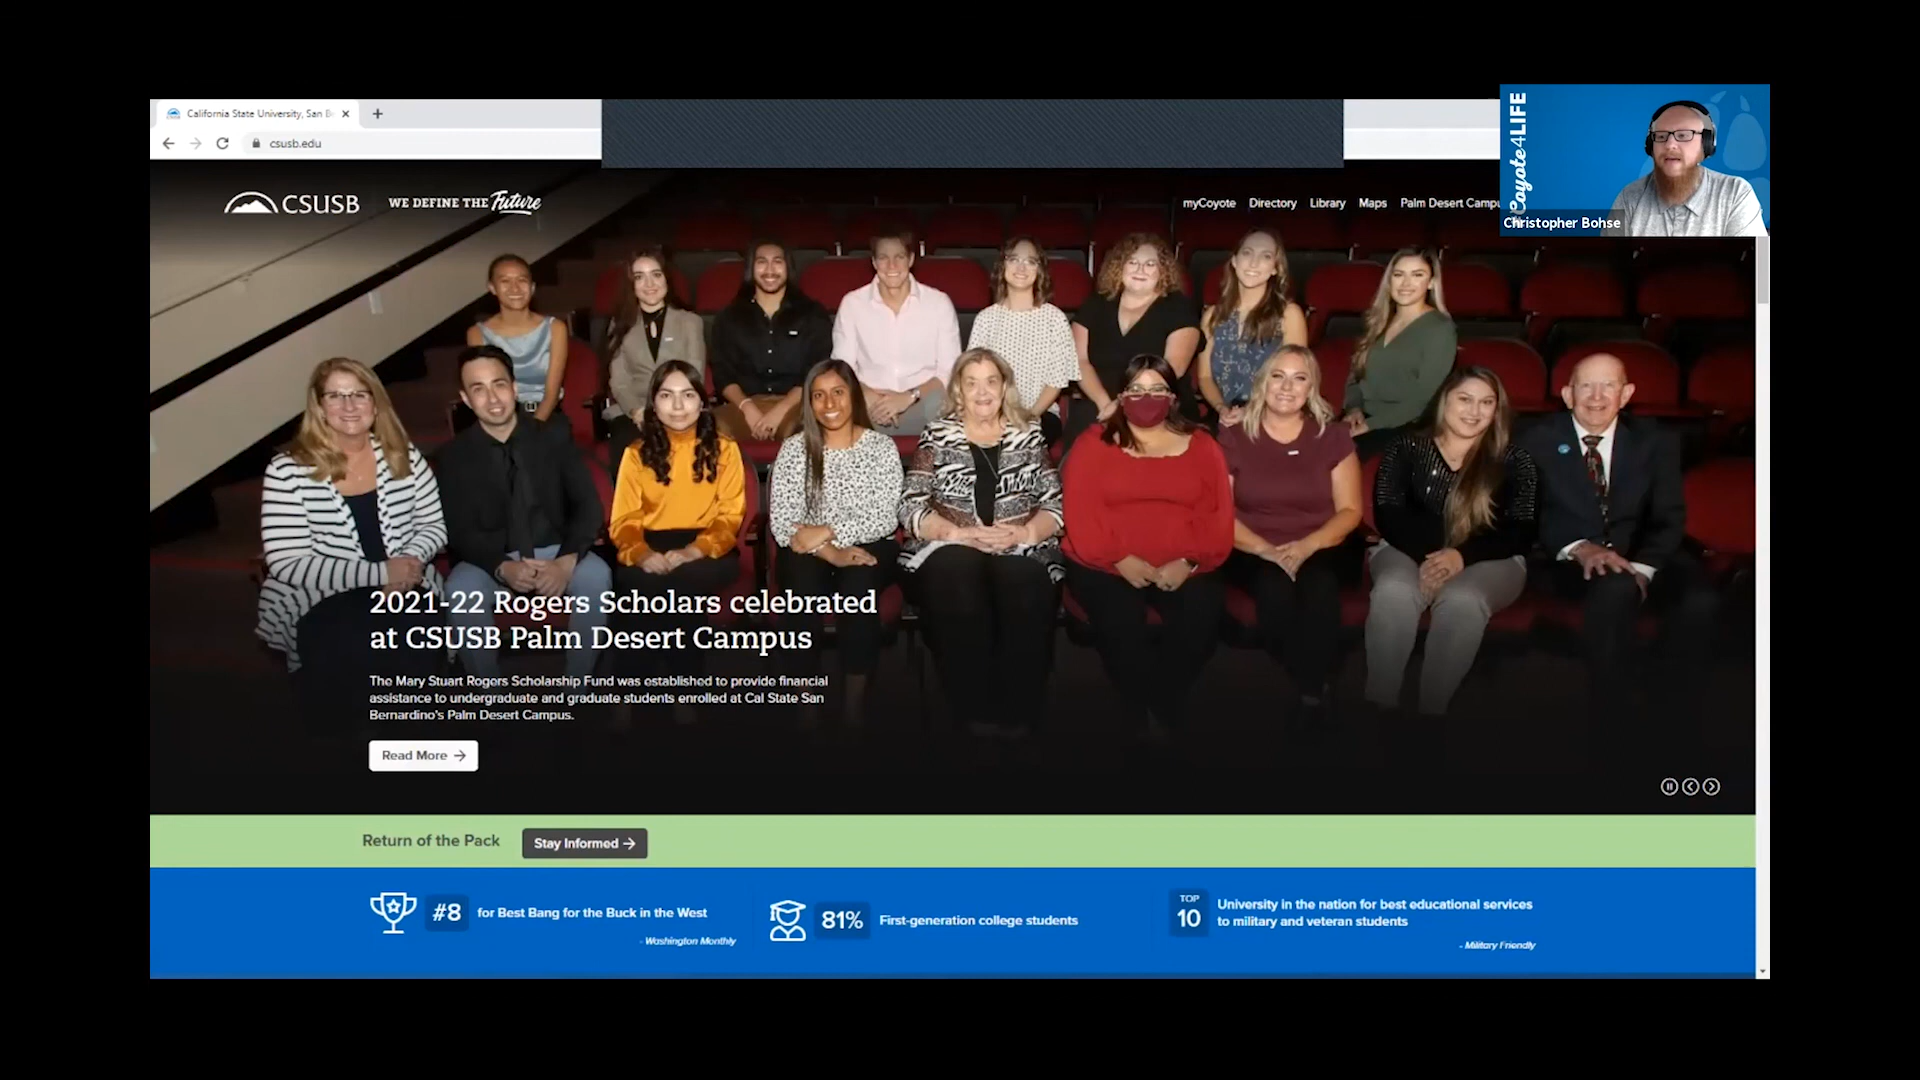 California State University, San B
csusb.edu
CSUSB
WE DEFINE THE Future
myCoyote Directory Library Maps Palm Desert Campu
Coyote4LIFE
Christopher Bohse
2021-22 Rogers Scholars celebrated
at CSUSB Palm Desert Campus
The Mary Stuart Rogers Scholarship Fund was established to provide financial
assistance to undergraduate and graduate students enrolled at Cal State San
Bernardino's Palm Desert Campus.
Read More →
Return of the Pack
Stay Informed →
#8 for Best Bang for the Buck in the West
- Washington Monthly
81% First-generation college students
TOP
10
University in the nation for best educational services
to military and veteran students
- Military Friendly